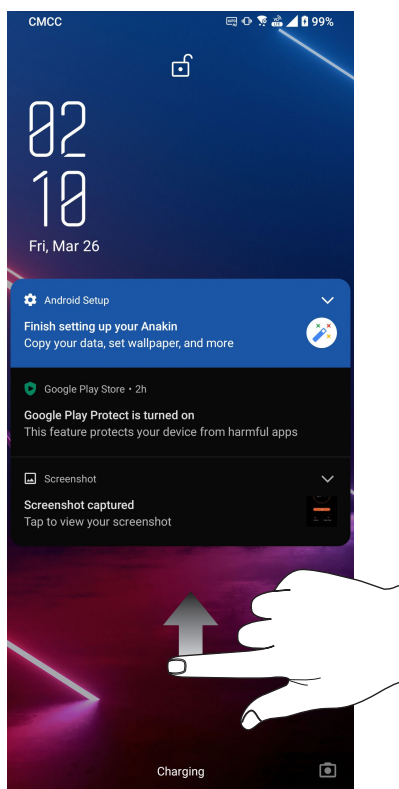 CMCC
99%
02
10
Fri, Mar 26
Android Setup
Finish setting up your Anakin
Copy your data, set wallpaper, and more
Google Play Store • 2h
Google Play Protect is turned on
This feature protects your device from harmful apps
Screenshot
Screenshot captured
Tap to view your screenshot
Charging